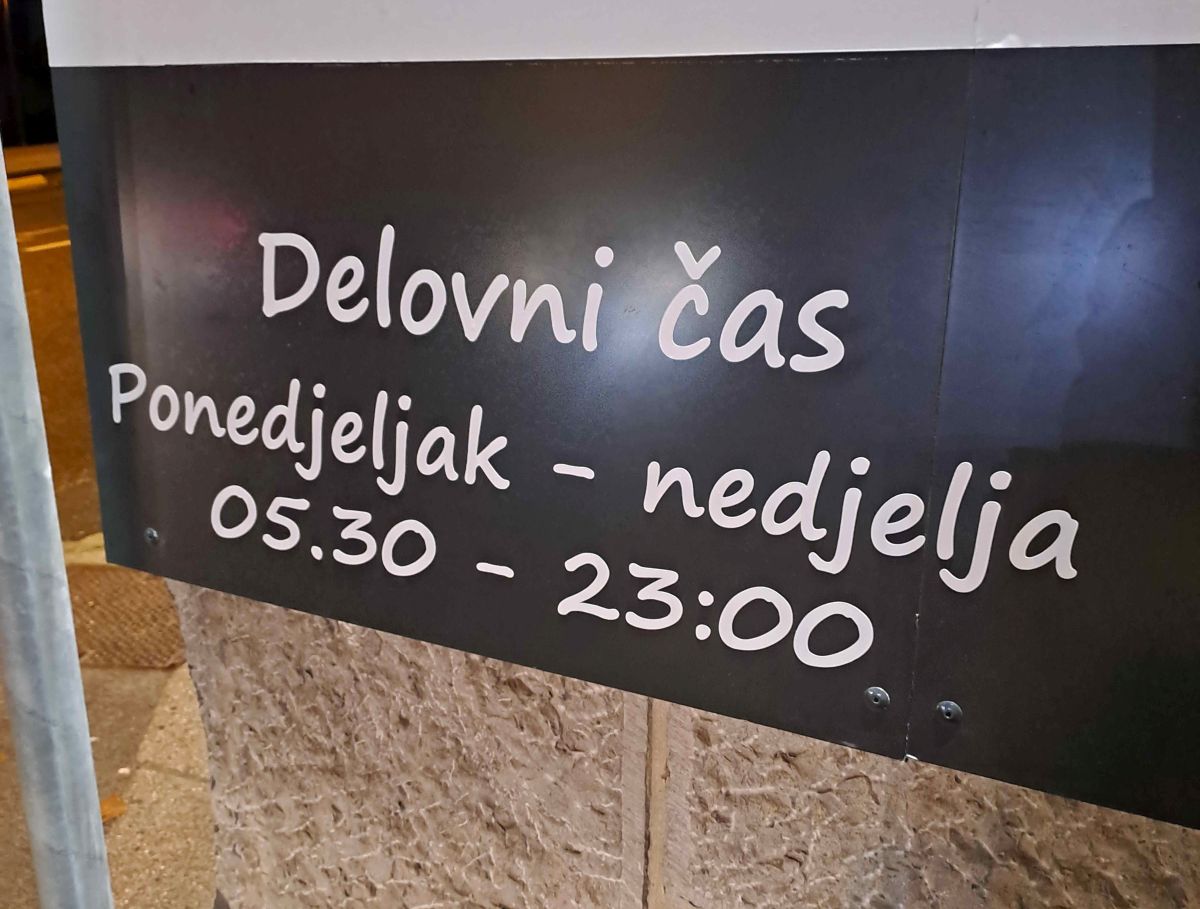 Delovni čas
Ponedjeljak - nedjelja
05.30 - 23:00